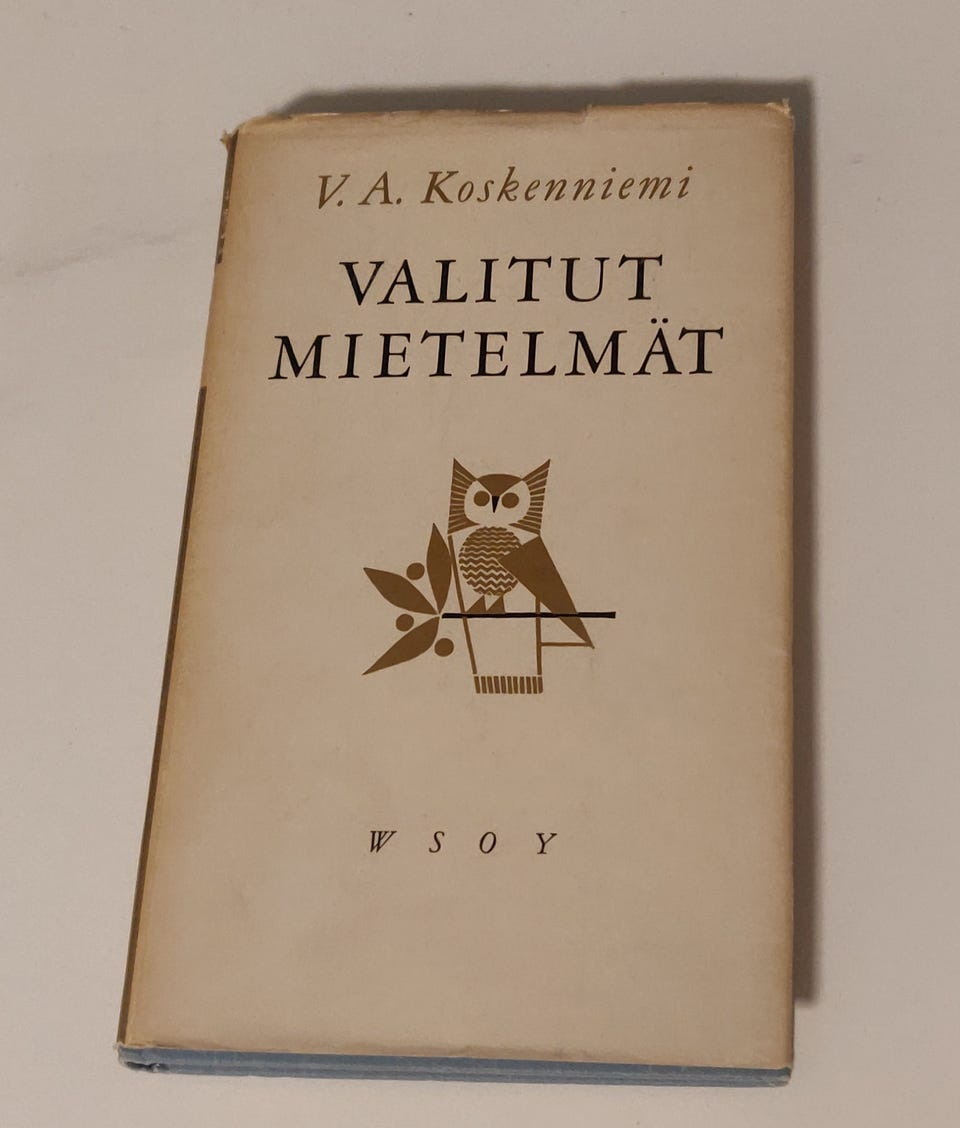 V. A. Koskenniemi
VALITUT
MIETELMÄT
WSOY